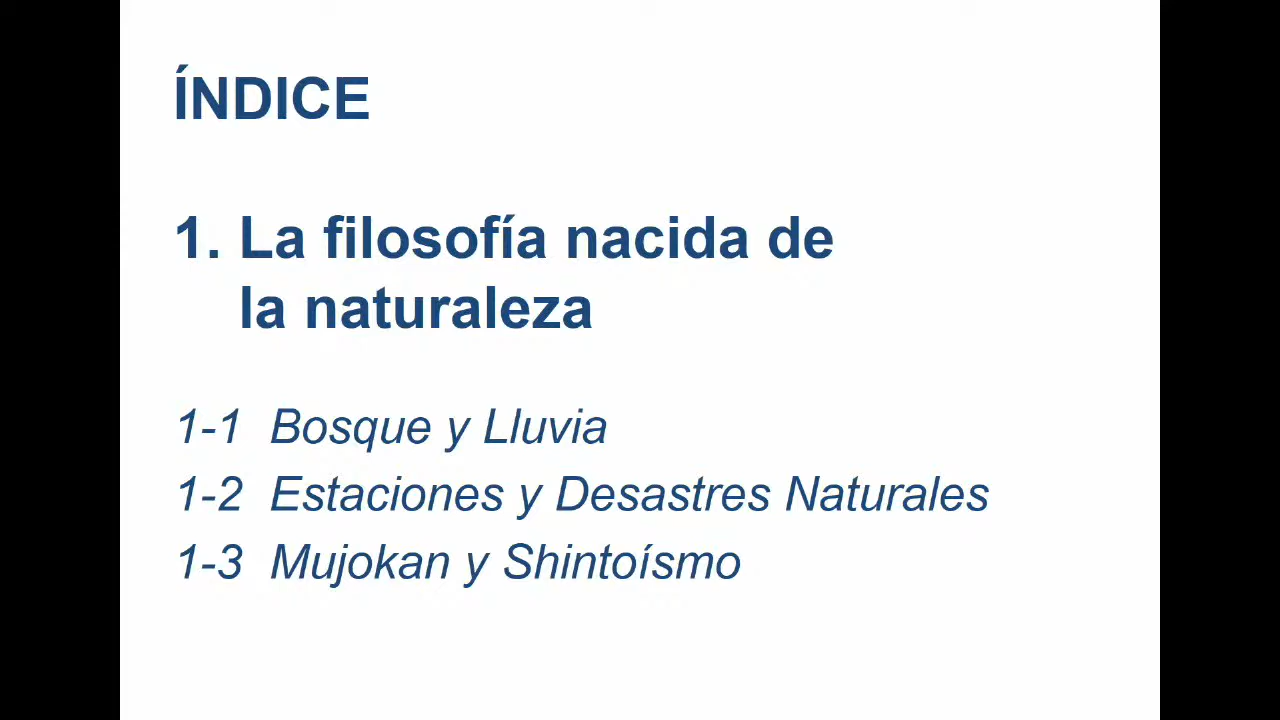 ÍNDICE
1. La filosofía nacida de
la naturaleza
1-1 Bosque y Lluvia
1-2 Estaciones y Desastres Naturales
1-3 Mujokan y Shintoísmo